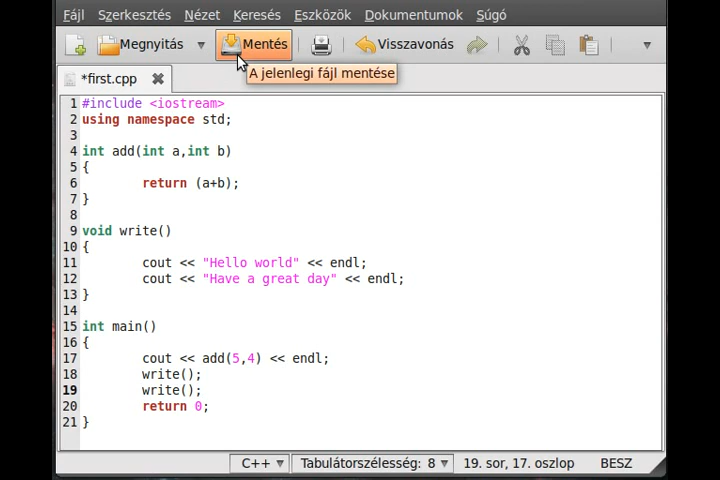 Fájl Szerkesztés Nézet Keresés Eszközök Dokumentumok Súgó
Megnyitás Mentés Visszavonás
A jelenlegi fájl mentése
*first.cpp
1 #include <iostream>
2 using namespace std;
3
4 int add(int a,int b)
5 {
6 return (a+b);
7 }
8
9 void write()
10 {
11 cout << "Hello world" << endl;
12 cout << "Have a great day" << endl;
13 }
14
15 int main()
16 {
17 cout << add(5,4) << endl;
18 write();
19 write();
20 return 0;
21 }
C++ Tabulátorszélesség: 8 19. sor, 17. oszlop BESZ